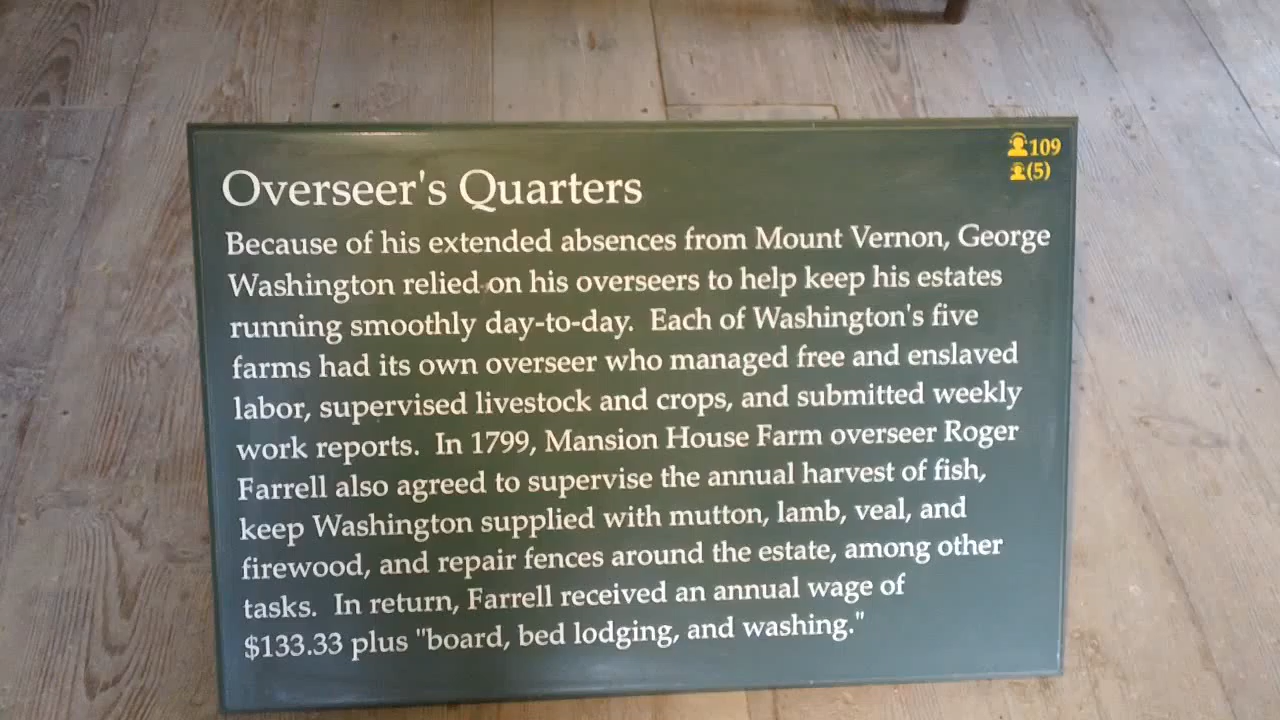 109
(5)
Overseer's Quarters
Because of his extended absences from Mount Vernon, George
Washington relied on his overseers to help keep his estates
running smoothly day-to-day. Each of Washington's five
farms had its own overseer who managed free and enslaved
labor, supervised livestock and crops, and submitted weekly
work reports. In 1799, Mansion House Farm overseer Roger
Farrell also agreed to supervise the annual harvest of fish,
keep Washington supplied with mutton, lamb, veal, and
firewood, and repair fences around the estate, among other
tasks. In return, Farrell received an annual wage of
$133.33 plus "board, bed lodging, and washing."